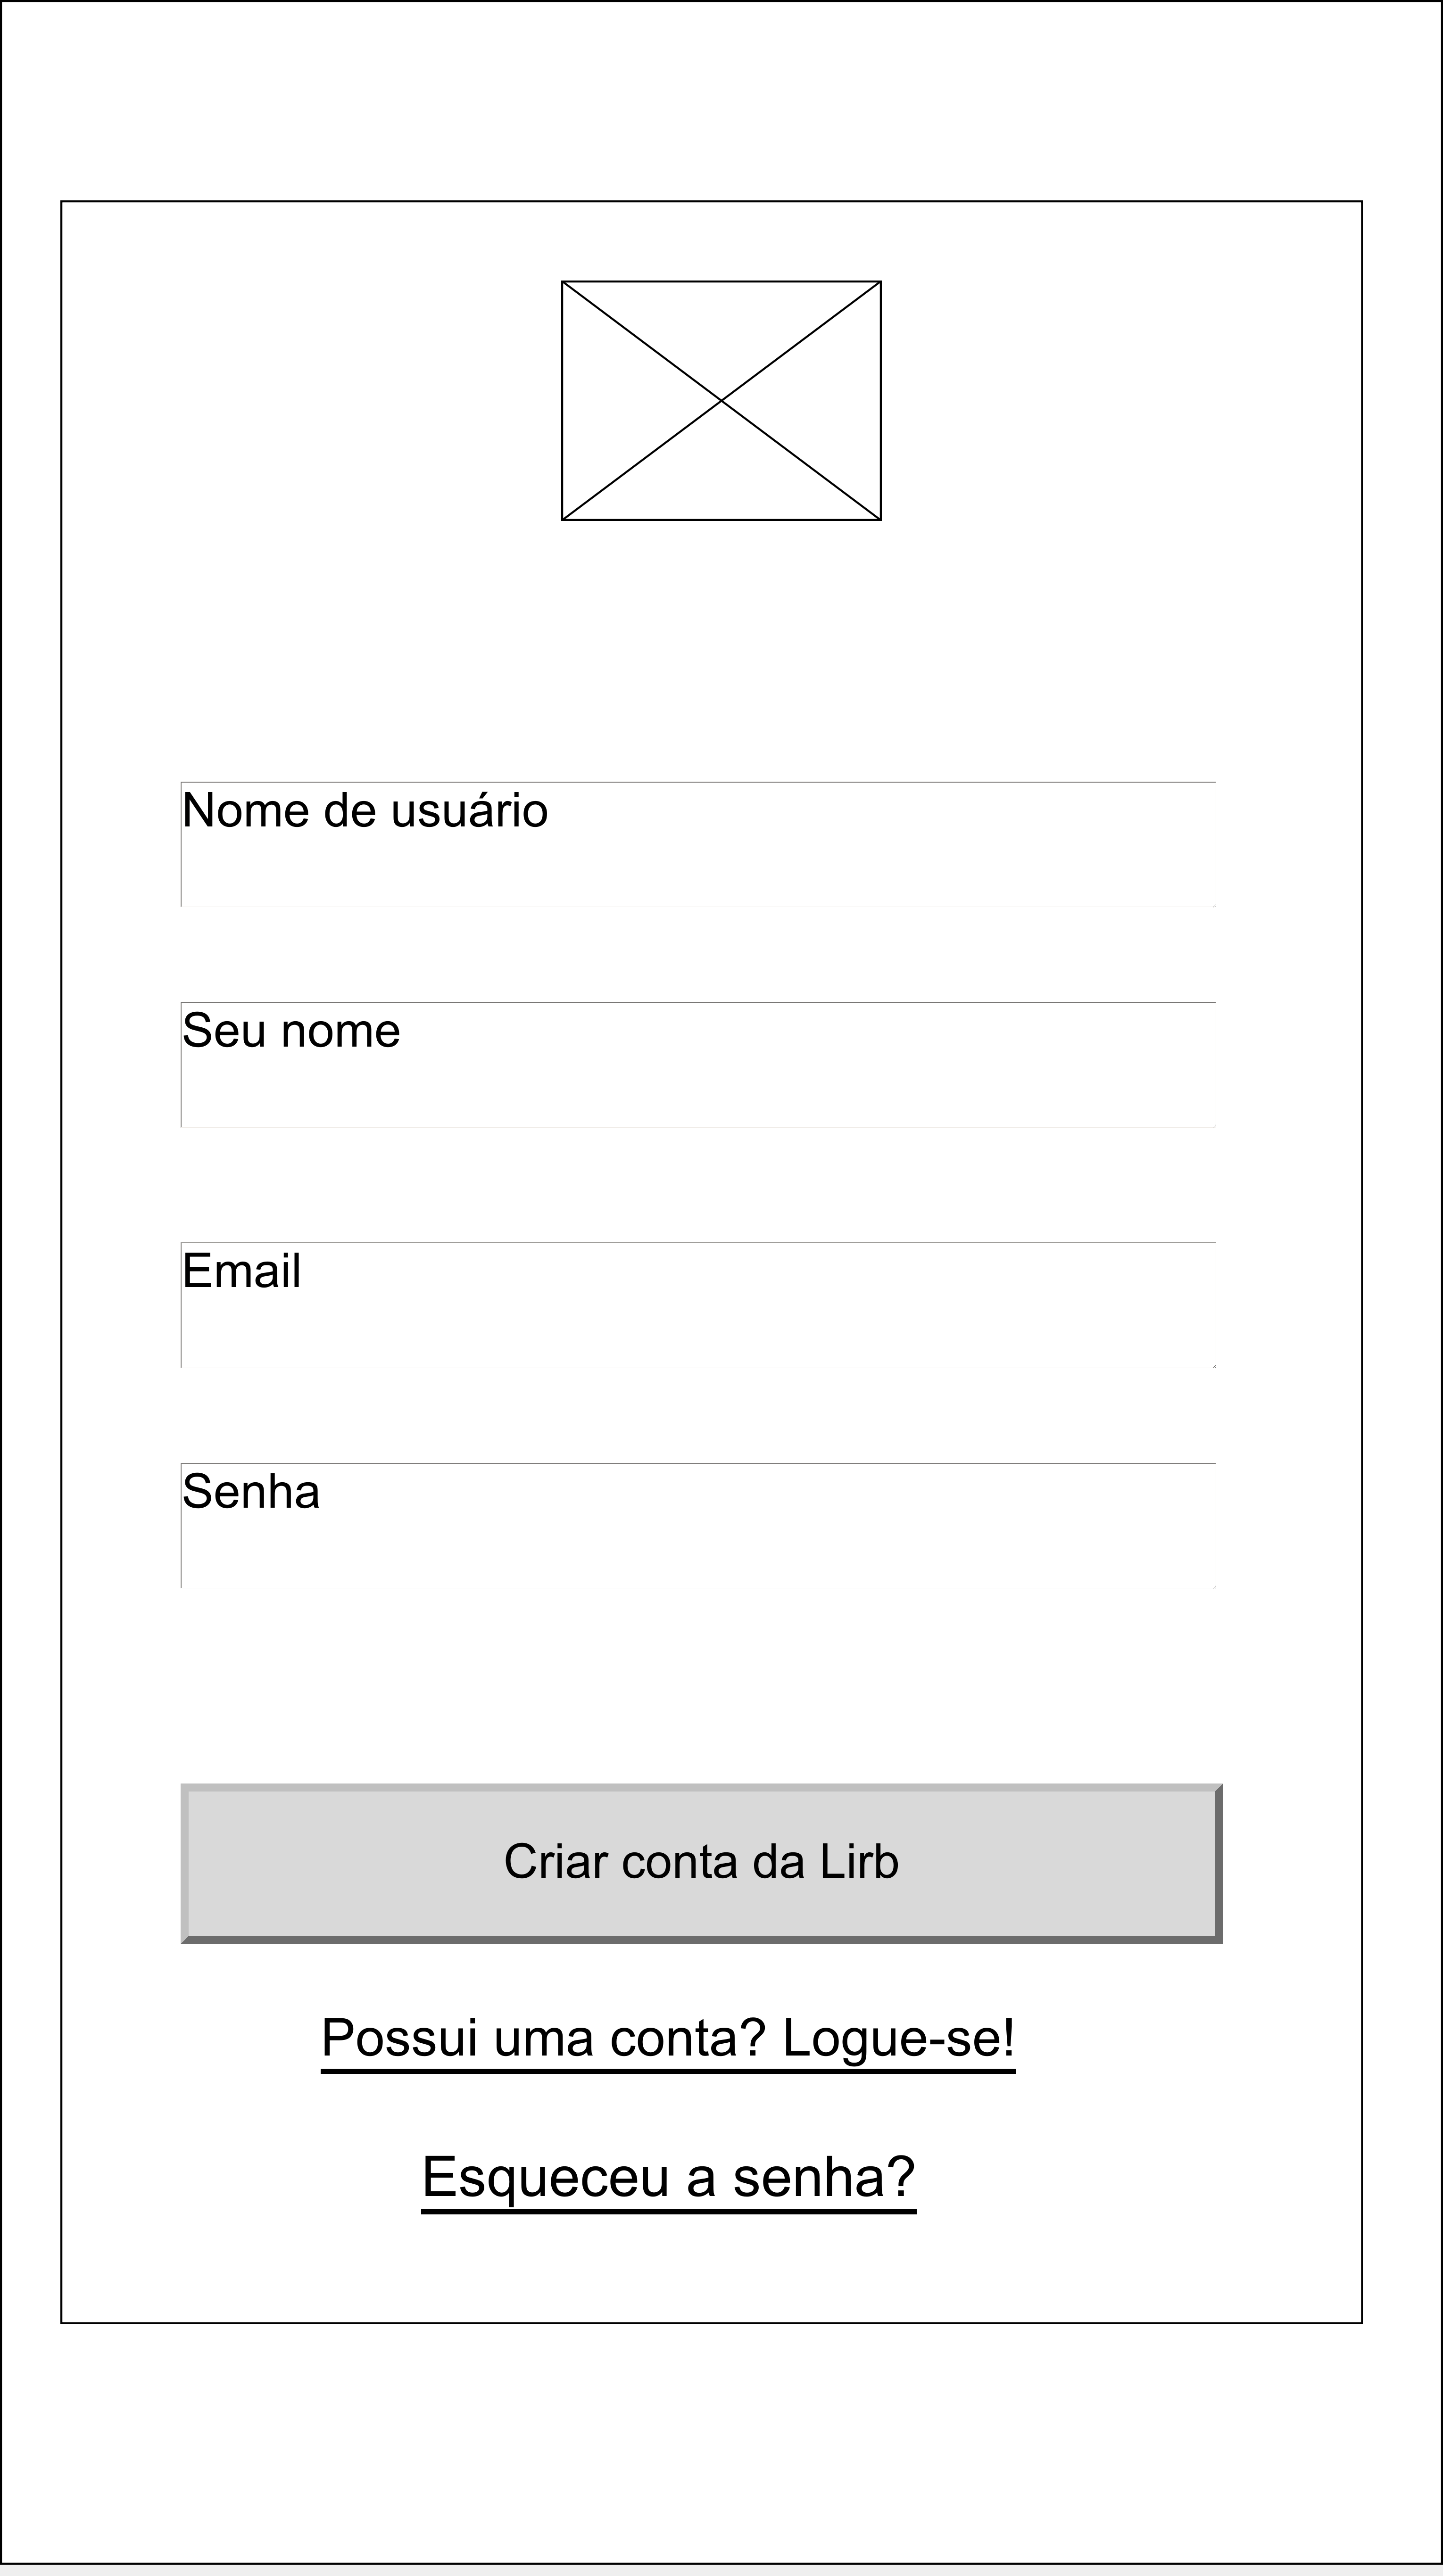 Nome de usuário
Seu nome
Email
Senha
Criar conta da Lirb
Possui uma conta? Logue-se!
Esqueceu a senha?